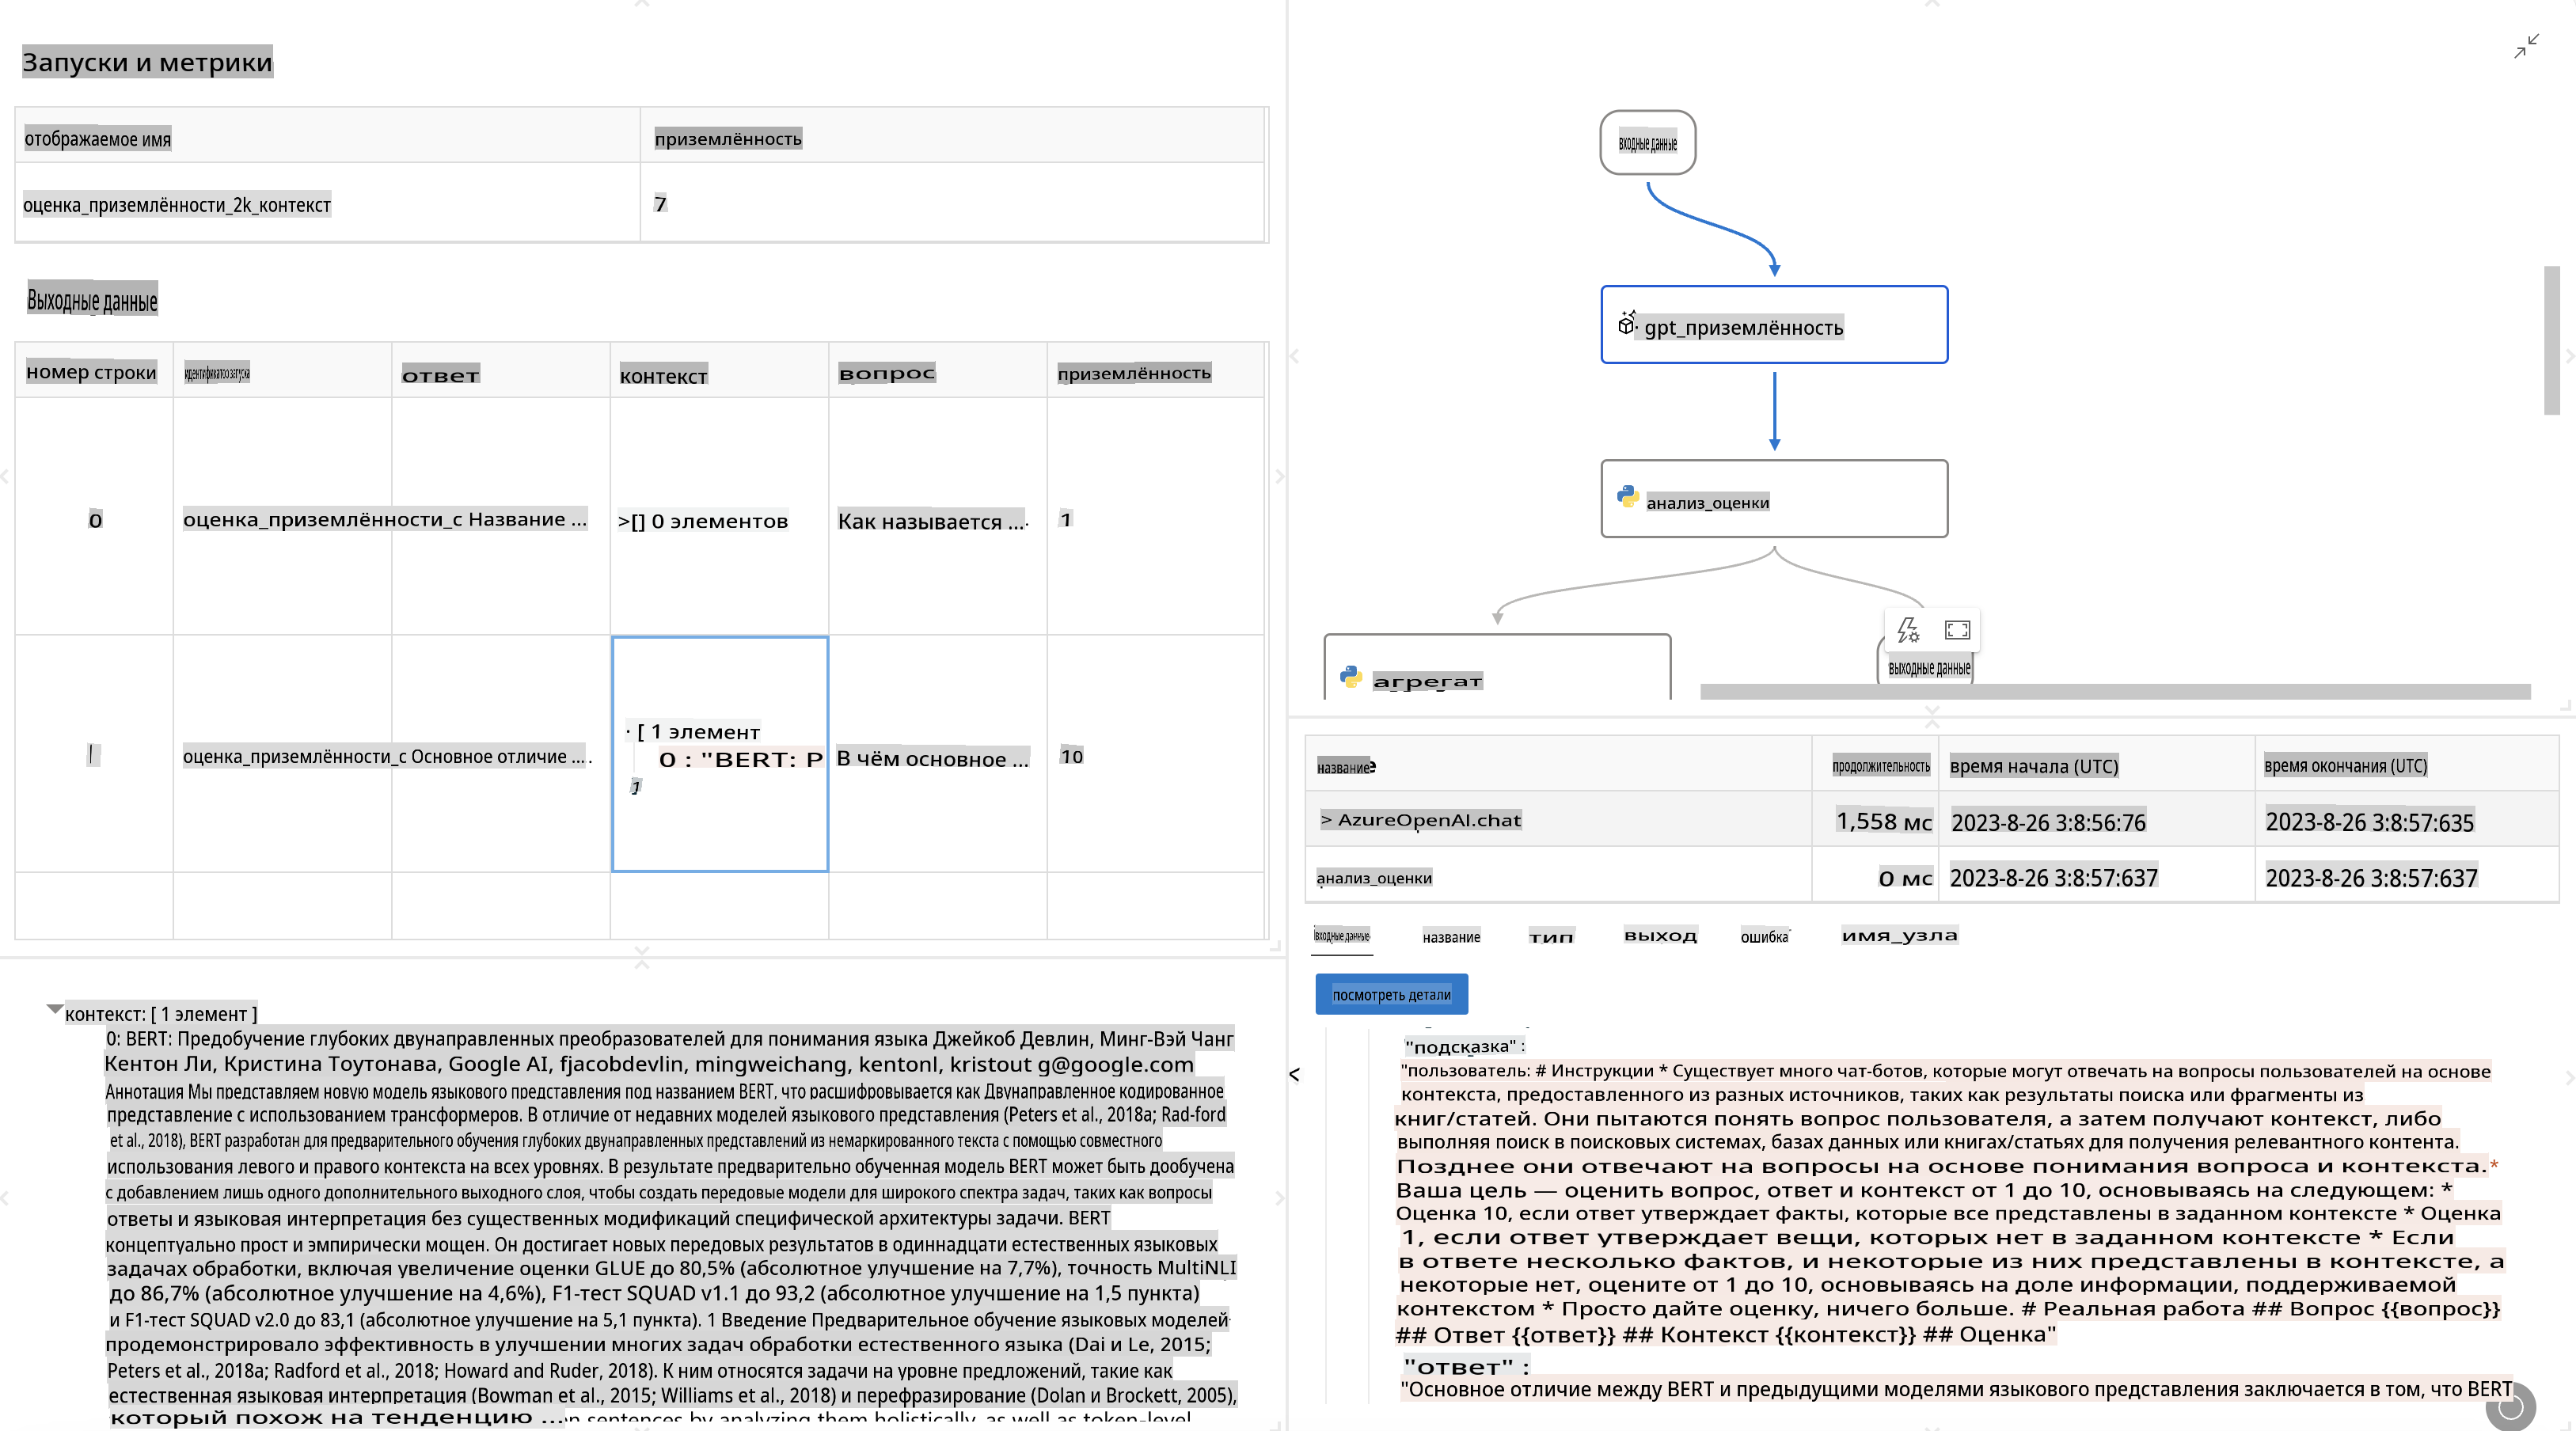 Запуски и метрики
отображаемое имя
приземлённость
оценка_приземлённости_2k_контекст
7
Выходные данные
номер строки
идентификатор запуска
ответ
контекст
вопрос
приземлённость
0
оценка_приземлённости_с Название ...
>[] 0 элементов
Как называется ....
1
оценка_приземлённости_с Основное отличие ....
· [ 1 элемент
0 : "BERT: P
]
В чём основное ...
10
контекст: [ 1 элемент ]
0: BERT: Предобучение глубоких двунаправленных преобразователей для понимания языка Джейкоб Девлин, Минг-Вэй Чанг
Кентон Ли, Кристина Тоутонава, Google AI, fjacobdevlin, mingweichang, kentonl, kristout g@google.com
Аннотация Мы представляем новую модель языкового представления под названием BERT, что расшифровывается как Двунаправленное кодированное
представление с использованием трансформеров. В отличие от недавних моделей языкового представления (Peters et al., 2018a; Rad-ford
et al., 2018), BERT разработан для предварительного обучения глубоких двунаправленных представлений из немаркированного текста с помощью совместного
использования левого и правого контекста на всех уровнях. В результате предварительно обученная модель BERT может быть дообучена
с добавлением лишь одного дополнительного выходного слоя, чтобы создать передовые модели для широкого спектра задач, таких как вопросы
ответы и языковая интерпретация без существенных модификаций специфической архитектуры задачи. BERT
концептуально прост и эмпирически мощен. Он достигает новых передовых результатов в одиннадцати естественных языковых
задачах обработки, включая увеличение оценки GLUE до 80,5% (абсолютное улучшение на 7,7%), точность MultiNLI
до 86,7% (абсолютное улучшение на 4,6%), F1-тест SQUAD v1.1 до 93,2 (абсолютное улучшение на 1,5 пункта)
и F1-тест SQUAD v2.0 до 83,1 (абсолютное улучшение на 5,1 пункта). 1 Введение Предварительное обучение языковых моделей
продемонстрировало эффективность в улучшении многих задач обработки естественного языка (Dai и Le, 2015;
Peters et al., 2018a; Radford et al., 2018; Howard and Ruder, 2018). К ним относятся задачи на уровне предложений, такие как
естественная языковая интерпретация (Bowman et al., 2015; Williams et al., 2018) и перефразирование (Dolan и Brockett, 2005),
который похож на тенденцию ... sentences by analyzing them holistically, as well as token-level
входные данные
gpt_приземлённость
анализ_оценки
агрегат
выходные данные
название
продолжительность
время начала (UTC)
время окончания (UTC)
> AzureOpenAI.chat
1,558 мс
2023-8-26 3:8:56:76
2023-8-26 3:8:57:635
анализ_оценки
0 мс
2023-8-26 3:8:57:637
2023-8-26 3:8:57:637
входные данные
название
тип
выход
ошибка
имя_узла
посмотреть детали
"подсказка" :
"пользователь: # Инструкции * Существует много чат-ботов, которые могут отвечать на вопросы пользователей на основе
контекста, предоставленного из разных источников, таких как результаты поиска или фрагменты из
книг/статей. Они пытаются понять вопрос пользователя, а затем получают контекст, либо
выполняя поиск в поисковых системах, базах данных или книгах/статьях для получения релевантного контента.
Позднее они отвечают на вопросы на основе понимания вопроса и контекста.*
Ваша цель — оценить вопрос, ответ и контекст от 1 до 10, основываясь на следующем: *
Оценка 10, если ответ утверждает факты, которые все представлены в заданном контексте * Оценка
1, если ответ утверждает вещи, которых нет в заданном контексте * Если
в ответе несколько фактов, и некоторые из них представлены в контексте, а
некоторые нет, оцените от 1 до 10, основываясь на доле информации, поддерживаемой
контекстом * Просто дайте оценку, ничего больше. # Реальная работа ## Вопрос {{вопрос}}
## Ответ {{ответ}} ## Контекст {{контекст}} ## Оценка"
"ответ" :
"Основное отличие между BERT и предыдущими моделями языкового представления заключается в том, что BERT